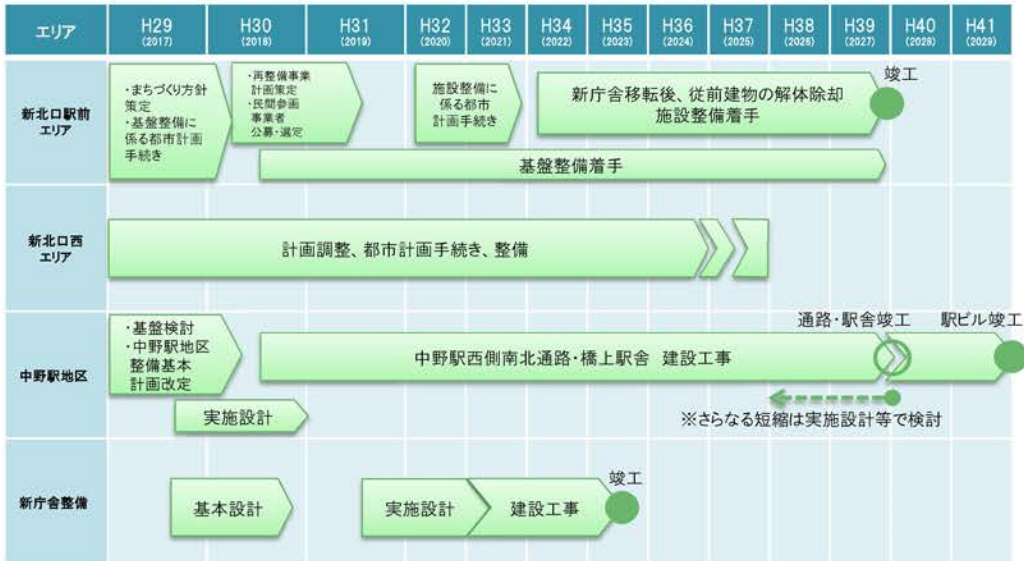 エリア
H29
(2017)
H30
(2018)
H31
(2019)
H32
(2020)
H33
(2021)
H34
(2022)
H35
(2023)
H36
(2024)
H37
(2025)
H38
(2026)
H39
(2027)
H40
(2028)
H41
(2029)
新北口駅前
エリア
・まちづくり方針
策定
・基盤整備に
係る都市計画
手続き
・再整備事業
計画策定
・民間参画
事業者
公募・選定
施設整備に
係る都市
計画手続き
新庁舎移転後、従前建物の解体除却
施設整備着手
竣工
基盤整備着手
新北口西
エリア
計画調整、都市計画手続き、整備
中野駅地区
・基盤検討
・中野駅地区
整備基本
計画改定
中野駅西側南北通路・橋上駅舎 建設工事
通路・駅舎竣工
駅ビル竣工
実施設計
※さらなる短縮は実施設計等で検討
新庁舎整備
基本設計
実施設計
建設工事
竣工